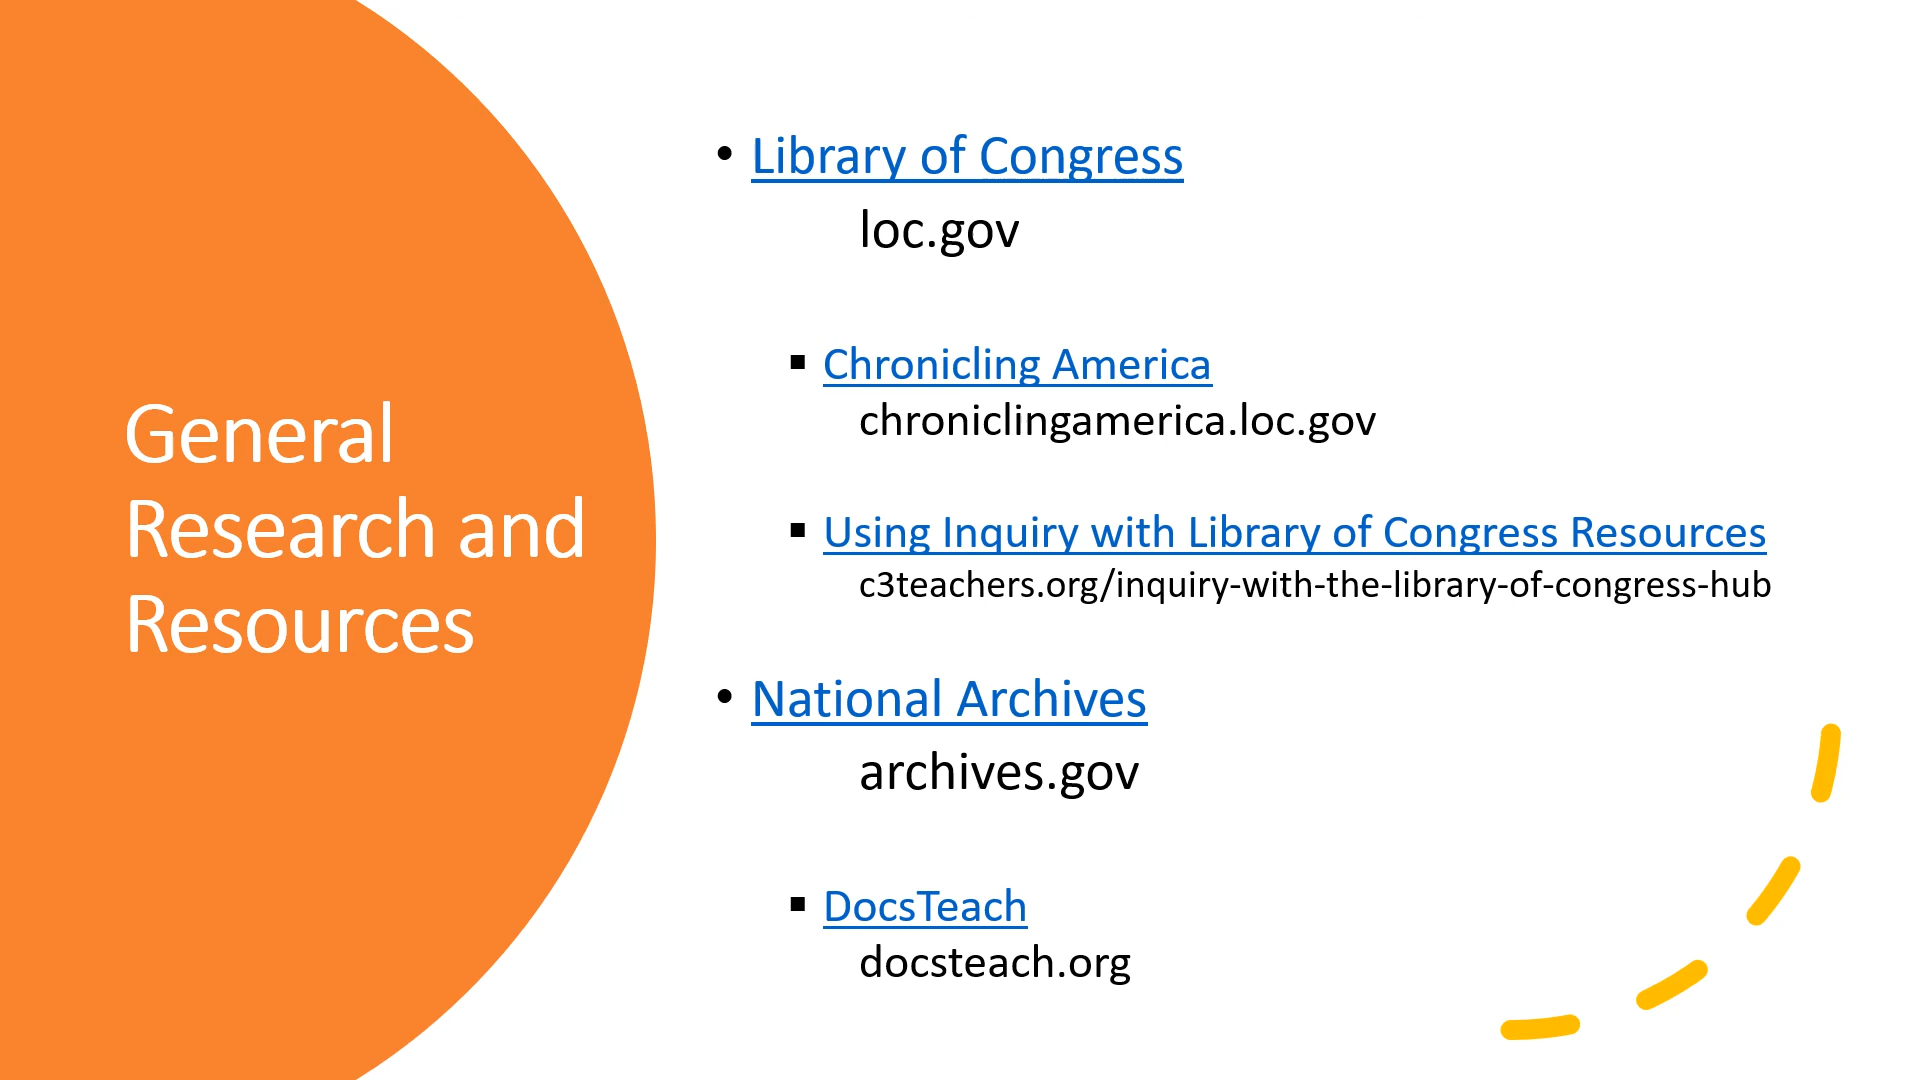 General
Research and
Resources
• Library of Congress
loc.gov
▪ Chronicling America
chroniclingamerica.loc.gov
▪ Using Inquiry with Library of Congress Resources
c3teachers.org/inquiry-with-the-library-of-congress-hub
• National Archives
archives.gov
▪ DocsTeach
docsteach.org